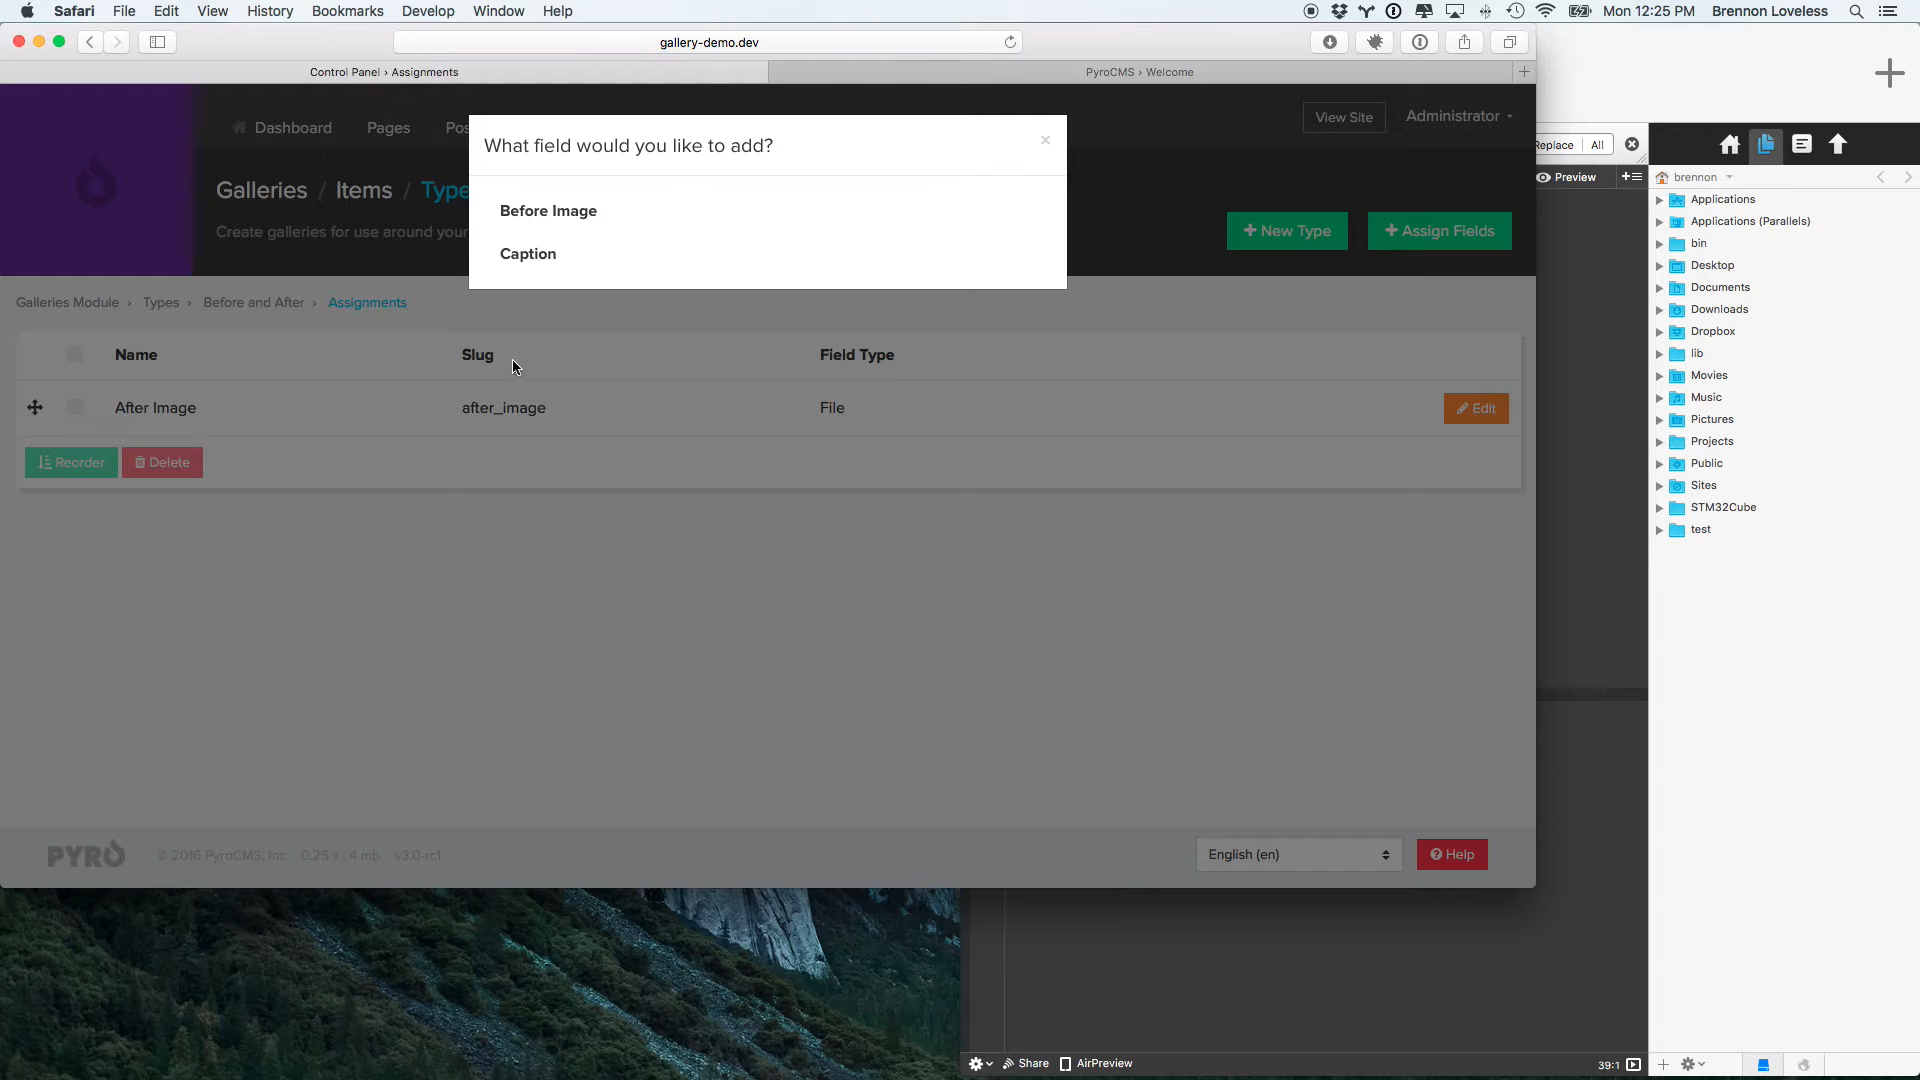 Safari File Edit View History Bookmarks Develop Window Help Mon 12:25 PM Brennon Loveless
gallery-demo.dev
Control Panel › Assignments PyroCMS › Welcome
Dashboard Pages Pos View Site Administrator
What field would you like to add? ×
Before Image
Caption
Galleries / Items / Type
Create galleries for use around your
+ New Type + Assign Fields
Galleries Module › Types › Before and After › Assignments
Name Slug Field Type
After Image after_image File Edit
Reorder Delete
PYRO © 2016 PyroCMS, Inc. 0.25 s | 4 mb v3.0-rc1 English (en) Help
Replace All
Preview
brennon
Applications
Applications (Parallels)
bin
Desktop
Documents
Downloads
Dropbox
lib
Movies
Music
Pictures
Projects
Public
Sites
STM32Cube
test
Share AirPreview 39:1